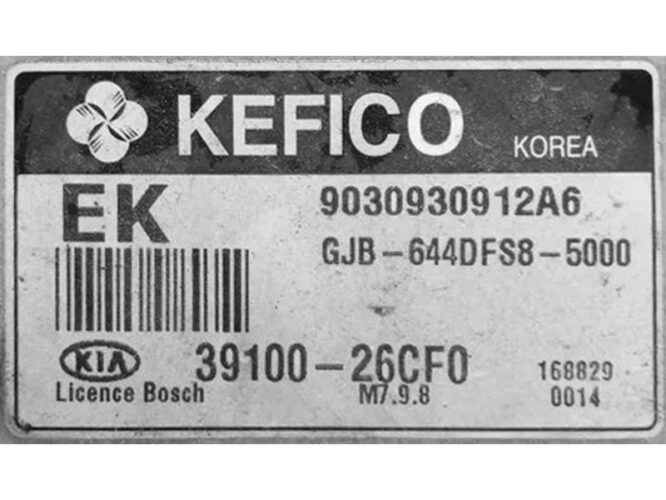 KEFICO KOREA
EK 9030930912A6
GJB-644DFS8-5000
KIA 39100-26CF0 168829
Licence Bosch M7.9.8 0014